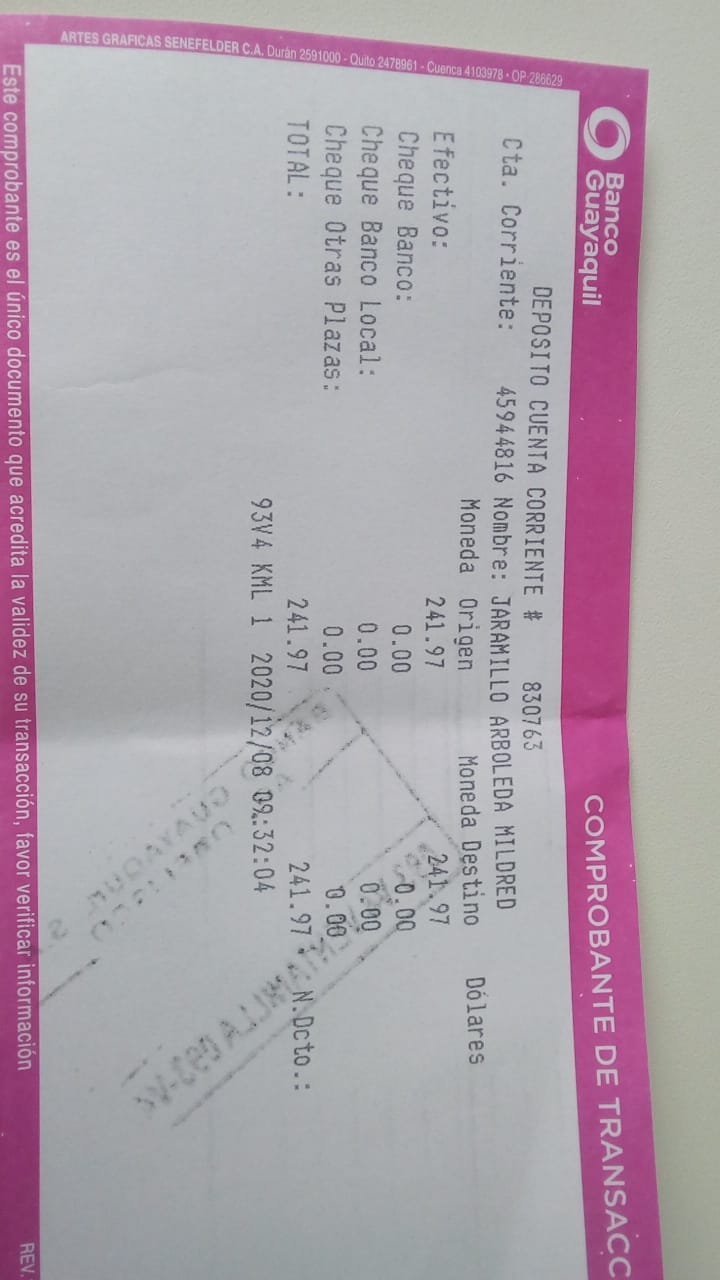 ARTES GRAFICAS SENEFELDER C.A. Durán 2591000 - Quito 2478961 - Cuenca 4103978 • OP-286629
Banco
Guayaquil
COMPROBANTE DE TRANSACC
DEPOSITO CUENTA CORRIENTE # 830763
Cta. Corriente: 45944816 Nombre: JARAMILLO ARBOLEDA MILDRED
Moneda Origen Moneda Destino Dólares
Efectivo: 241.97 241.97
Cheque Banco: 0.00 0.00
Cheque Banco Local: 0.00 0.00
Cheque Otras Plazas: 0.00 0.00
TOTAL: 241.97 241.97 N.Dcto.:
93V4 KML 1 2020/12/08 09:32:04
Este comprobante es el único documento que acredita la validez de su transacción, favor verificar información
REV.